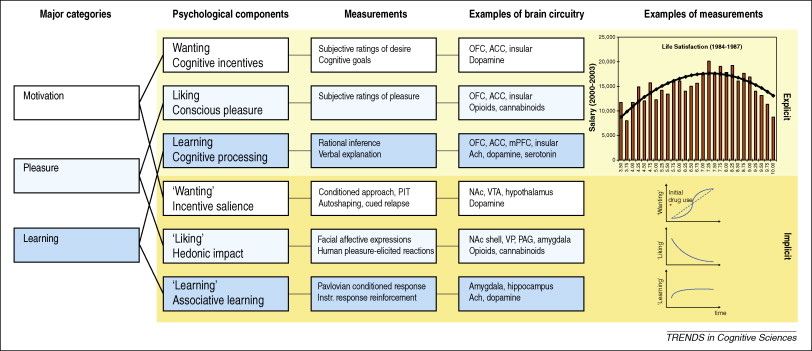 Major categories
Psychological components
Measurements
Examples of brain circuitry
Examples of measurements
Motivation
Pleasure
Learning
Wanting
Cognitive incentives
Subjective ratings of desire
Cognitive goals
OFC, ACC, insular
Dopamine
Liking
Conscious pleasure
Subjective ratings of pleasure
OFC, ACC, insular
Opioids, cannabinoids
Learning
Cognitive processing
Rational inference
Verbal explanation
OFC, ACC, mPFC, insular
Ach, dopamine, serotonin
'Wanting'
Incentive salience
Conditioned approach, PIT
Autoshaping, cued relapse
NAc, VTA, hypothalamus
Dopamine
'Liking'
Hedonic impact
Facial affective expressions
Human pleasure-elicited reactions
NAc shell, VP, PAG, amygdala
Opioids, cannabinoids
'Learning'
Associative learning
Pavlovian conditioned response
Instr. response reinforcement
Amygdala, hippocampus
Ach, dopamine
Life Satisfaction (1984-1987)
Salary (2000-2003)
25,000
20,000
15,000
10,000
5,000
0
Explicit
'Wanting'
Initial
drug use
'Liking'
'Learning'
time
Implicit
TRENDS in Cognitive Sciences